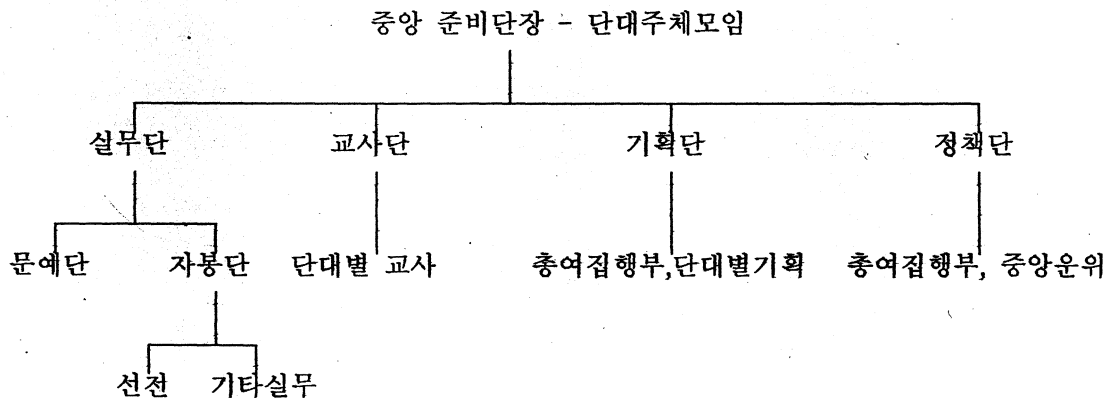 중앙 준비단장 - 단대주체모임
실무단 교사단 기획단 정책단
문예단 자봉단 단대별 교사 총여집행부,단대별기획 총여집행부, 중앙운위
선전 기타실무